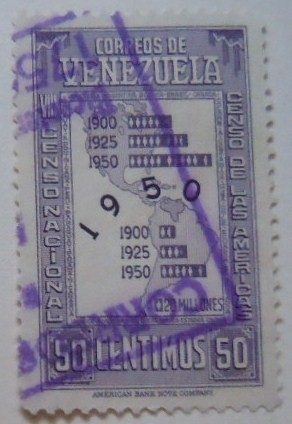 CORREOS DE
VENEZUELA
VIII CENSO NACIONAL
CENSO DE LAS AMERICAS
1900
1925
1950
1950
1900
1925
1950
20 MILLONES
50 CENTIMOS 50
AMERICAN BANK NOTE COMPANY